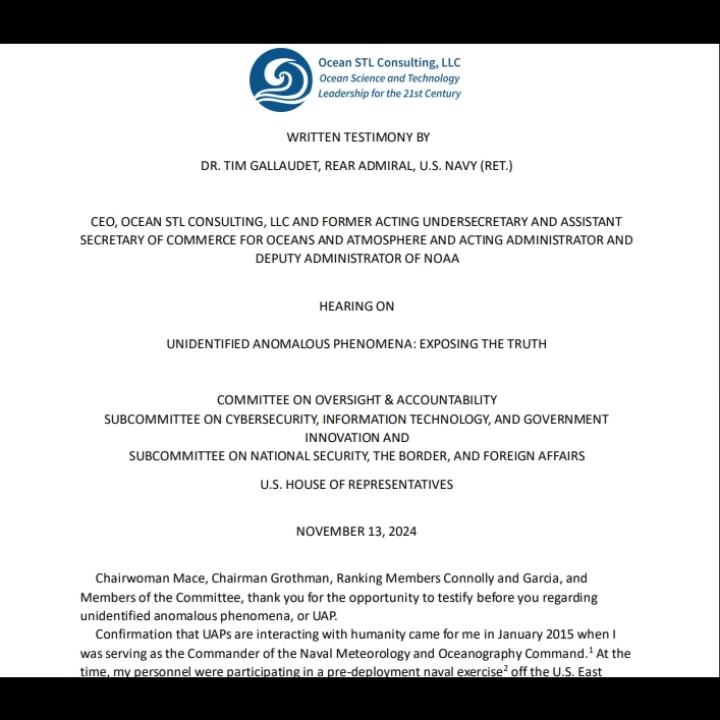 Ocean STL Consulting, LLC
Ocean Science and Technology
Leadership for the 21st Century
WRITTEN TESTIMONY BY
DR. TIM GALLAUDET, REAR ADMIRAL, U.S. NAVY (RET.)
CEO, OCEAN STL CONSULTING, LLC AND FORMER ACTING UNDERSECRETARY AND ASSISTANT
SECRETARY OF COMMERCE FOR OCEANS AND ATMOSPHERE AND ACTING ADMINISTRATOR AND
DEPUTY ADMINISTRATOR OF NOAA
HEARING ON
UNIDENTIFIED ANOMALOUS PHENOMENA: EXPOSING THE TRUTH
COMMITTEE ON OVERSIGHT & ACCOUNTABILITY
SUBCOMMITTEE ON CYBERSECURITY, INFORMATION TECHNOLOGY, AND GOVERNMENT
INNOVATION AND
SUBCOMMITTEE ON NATIONAL SECURITY, THE BORDER, AND FOREIGN AFFAIRS
U.S. HOUSE OF REPRESENTATIVES
NOVEMBER 13, 2024
Chairwoman Mace, Chairman Grothman, Ranking Members Connolly and Garcia, and
Members of the Committee, thank you for the opportunity to testify before you regarding
unidentified anomalous phenomena, or UAP.
Confirmation that UAPs are interacting with humanity came for me in January 2015 when I
was serving as the Commander of the Naval Meteorology and Oceanography Command.¹ At the
time, my personnel were participating in a pre-deployment naval exercise² off the U.S. East